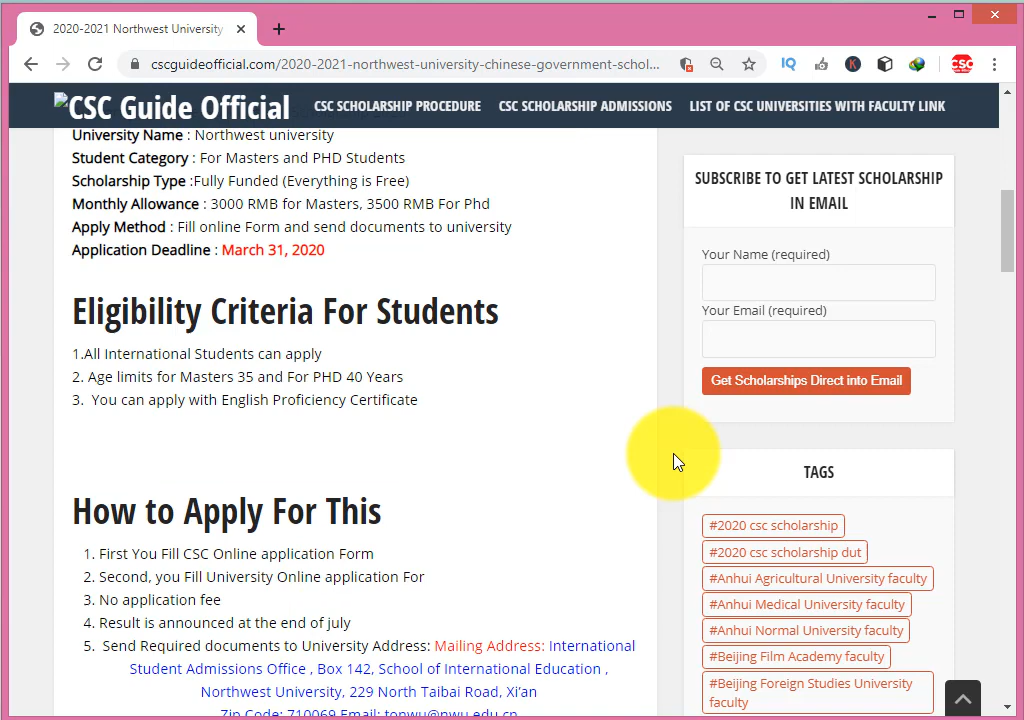 2020-2021 Northwest University
cscguideofficial.com/2020-2021-northwest-university-chinese-government-schol...
IQ
K
CSC
CSC Guide Official
CSC SCHOLARSHIP PROCEDURE
CSC SCHOLARSHIP ADMISSIONS
LIST OF CSC UNIVERSITIES WITH FACULTY LINK
University Name : Northwest university
Student Category : For Masters and PHD Students
Scholarship Type :Fully Funded (Everything is Free)
Monthly Allowance : 3000 RMB for Masters, 3500 RMB For Phd
Apply Method : Fill online Form and send documents to university
Application Deadline : March 31, 2020
Eligibility Criteria For Students
1.All International Students can apply
2. Age limits for Masters 35 and For PHD 40 Years
3. You can apply with English Proficiency Certificate
How to Apply For This
1. First You Fill CSC Online application Form
2. Second, you Fill University Online application For
3. No application fee
4. Result is announced at the end of july
5. Send Required documents to University Address: Mailing Address: International
Student Admissions Office , Box 142, School of International Education ,
Northwest University, 229 North Taibai Road, Xi'an
Zip Code: 710069 Email: tonwu@nwu.edu.cn
SUBSCRIBE TO GET LATEST SCHOLARSHIP
IN EMAIL
Your Name (required)
Your Email (required)
Get Scholarships Direct into Email
TAGS
#2020 csc scholarship
#2020 csc scholarship dut
#Anhui Agricultural University faculty
#Anhui Medical University faculty
#Anhui Normal University faculty
#Beijing Film Academy faculty
#Beijing Foreign Studies University
faculty